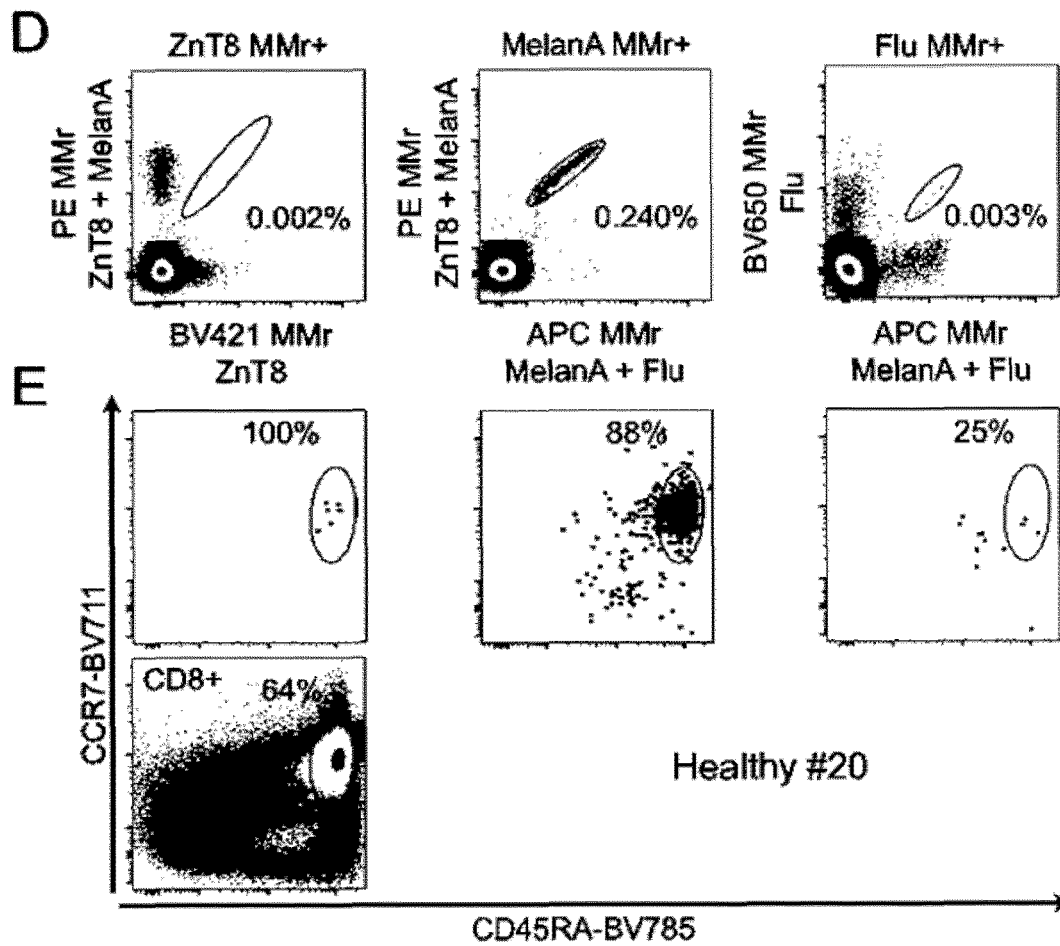 D
ZnT8 MMr+
MelanA MMr+
Flu MMr+
PE MMr
ZnT8 + MelanA
0.002%
PE MMr
ZnT8 + MelanA
0.240%
BV650 MMr
Flu
0.003%
BV421 MMr
ZnT8
APC MMr
MelanA + Flu
APC MMr
MelanA + Flu
E
100%
88%
25%
CCR7-BV711
CD8+
64%
Healthy #20
CD45RA-BV785